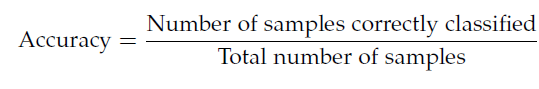 Accuracy = Number of samples correctly classified
Total number of samples